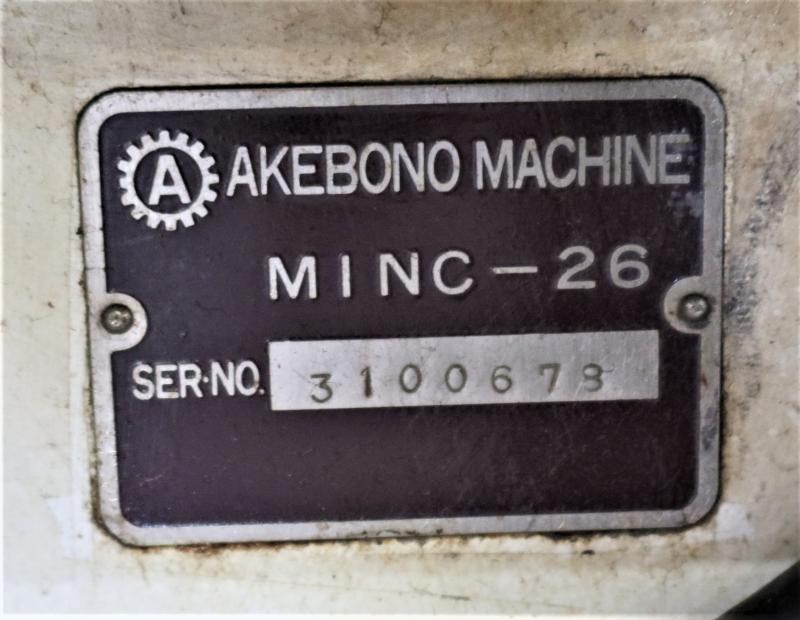 A AKEBONO MACHINE
MINC-26
SER·NO. 3100678